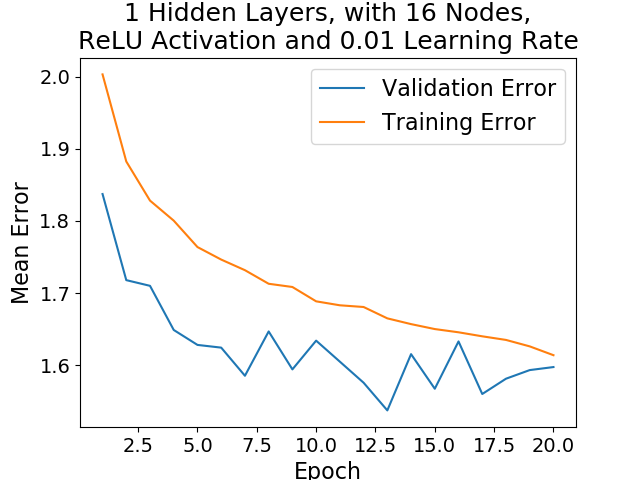 1 Hidden Layers, with 16 Nodes,
ReLU Activation and 0.01 Learning Rate
Validation Error
Training Error
Mean Error
2.0
1.9
1.8
1.7
1.6
2.5 5.0 7.5 10.0 12.5 15.0 17.5 20.0
Epoch